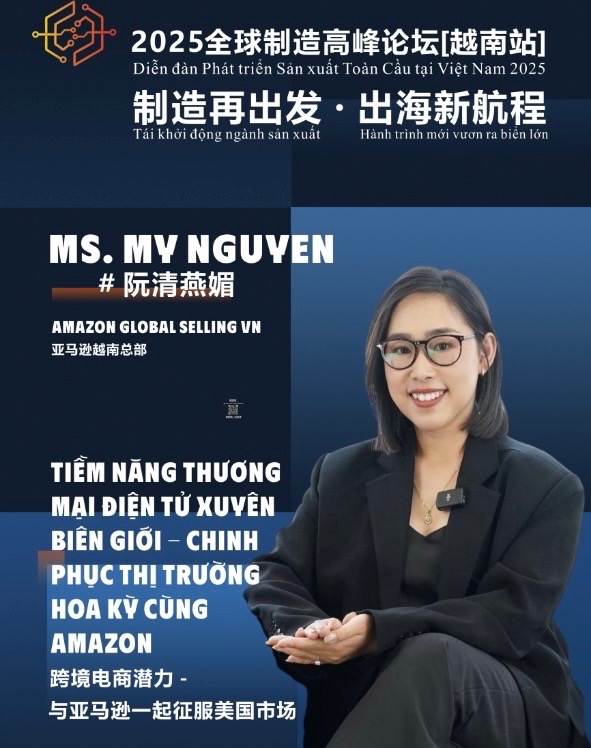 2025全球制造高峰论坛[越南站]
Diễn đàn Phát triển Sản xuất Toàn Cầu tại Việt Nam 2025
制造再出发 · 出海新航程
Tái khởi động ngành sản xuất Hành trình mới vươn ra biển lớn
MS. MY NGUYEN
# 阮清燕媚
AMAZON GLOBAL SELLING VN
亚马逊越南总部
TIỀM NĂNG THƯƠNG
MẠI ĐIỆN TỬ XUYÊN
BIÊN GIỚI – CHINH
PHỤC THỊ TRƯỜNG
HOA KỲ CÙNG
AMAZON
跨境电商潜力 -
与亚马逊一起征服美国市场